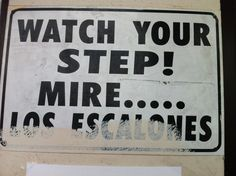 WATCH YOUR
STEP!
MIRE.....
LOS ESCALONES